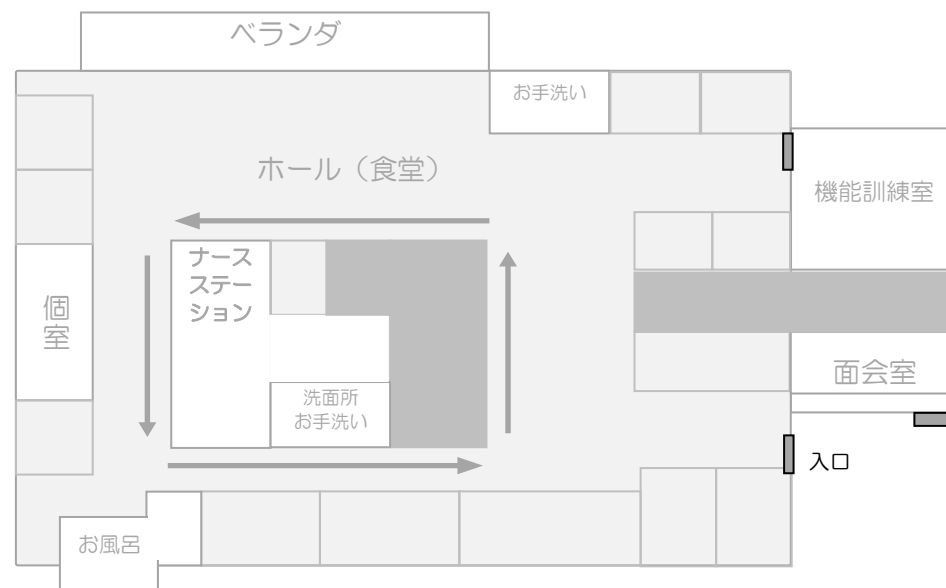 ベランダ
お手洗い
ホール（食堂）
機能訓練室
ナース
ステー
ション
個
室
面会室
洗面所
お手洗い
入口
お風呂